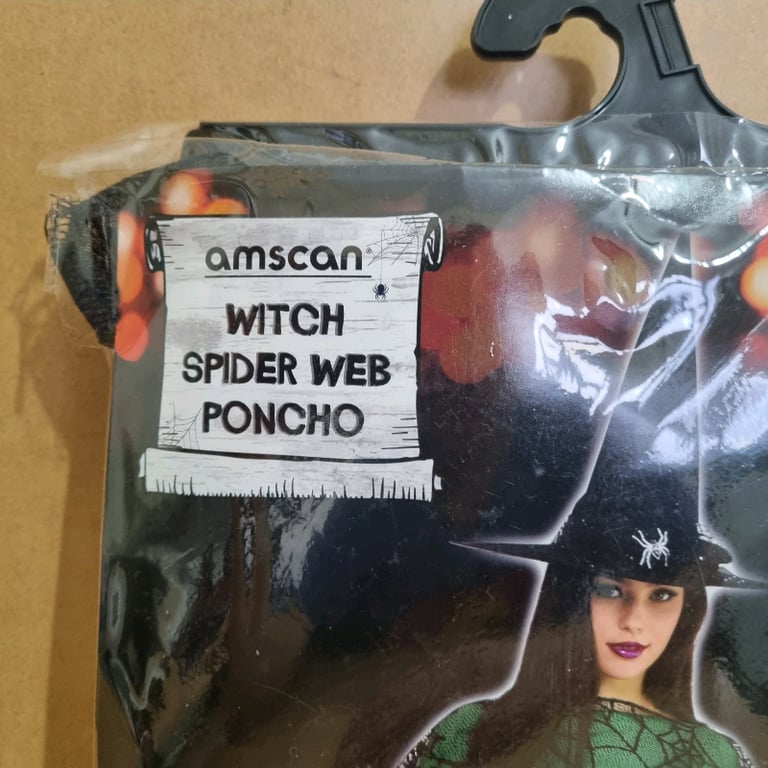 amscan
WITCH
SPIDER WEB
PONCHO